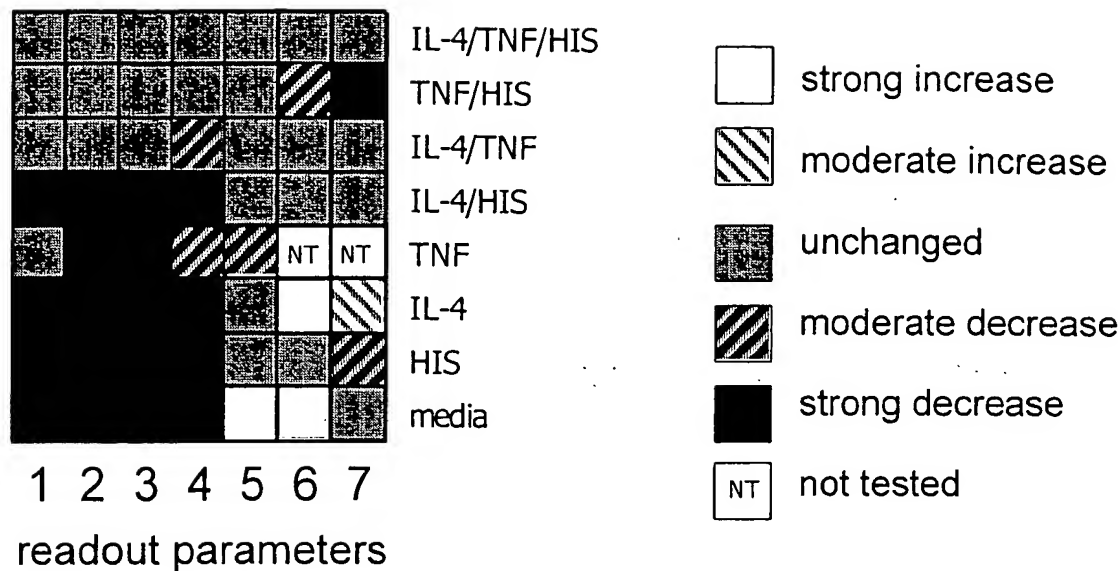 IL-4/TNF/HIS
TNF/HIS
IL-4/TNF
IL-4/HIS
NT NT TNF
IL-4
HIS
media
1 2 3 4 5 6 7
readout parameters
strong increase
moderate increase
unchanged
moderate decrease
strong decrease
NT not tested